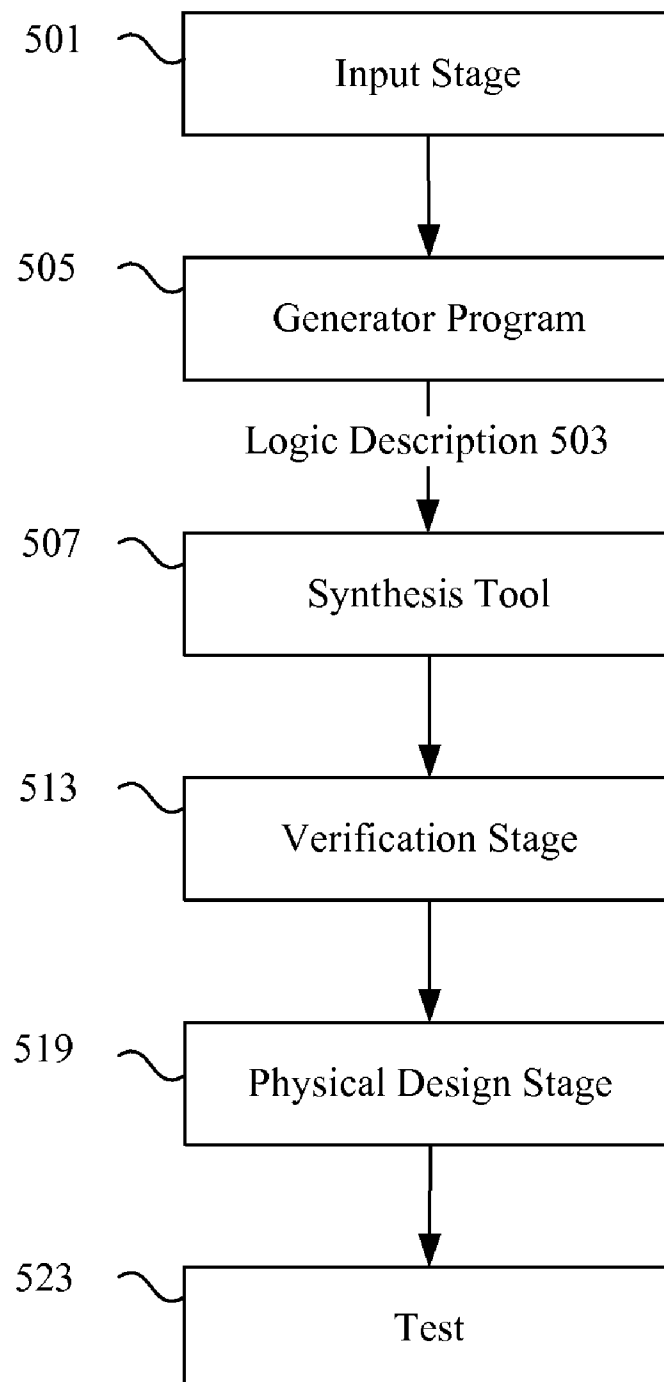 501
Input Stage
505
Generator Program
Logic Description 503
507
Synthesis Tool
513
Verification Stage
519
Physical Design Stage
523
Test